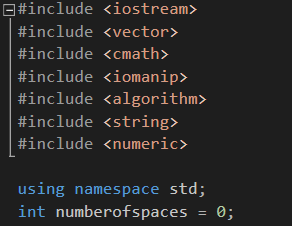 #include <iostream>
#include <vector>
#include <cmath>
#include <iomanip>
#include <algorithm>
#include <string>
#include <numeric>
using namespace std;
int numberofspaces = 0;